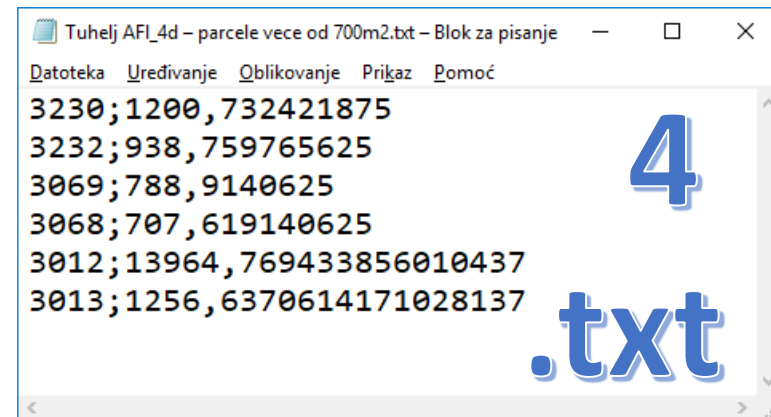 Tuhelj AFI_4d – parcele vece od 700m2.txt – Blok za pisanje
Datoteka Uređivanje Oblikovanje Prikaz Pomoć
3230;1200,732421875
3232;938,759765625
3069;788,9140625
3068;707,619140625
3012;13964,769433856010437
3013;1256,6370614171028137
4
.txt